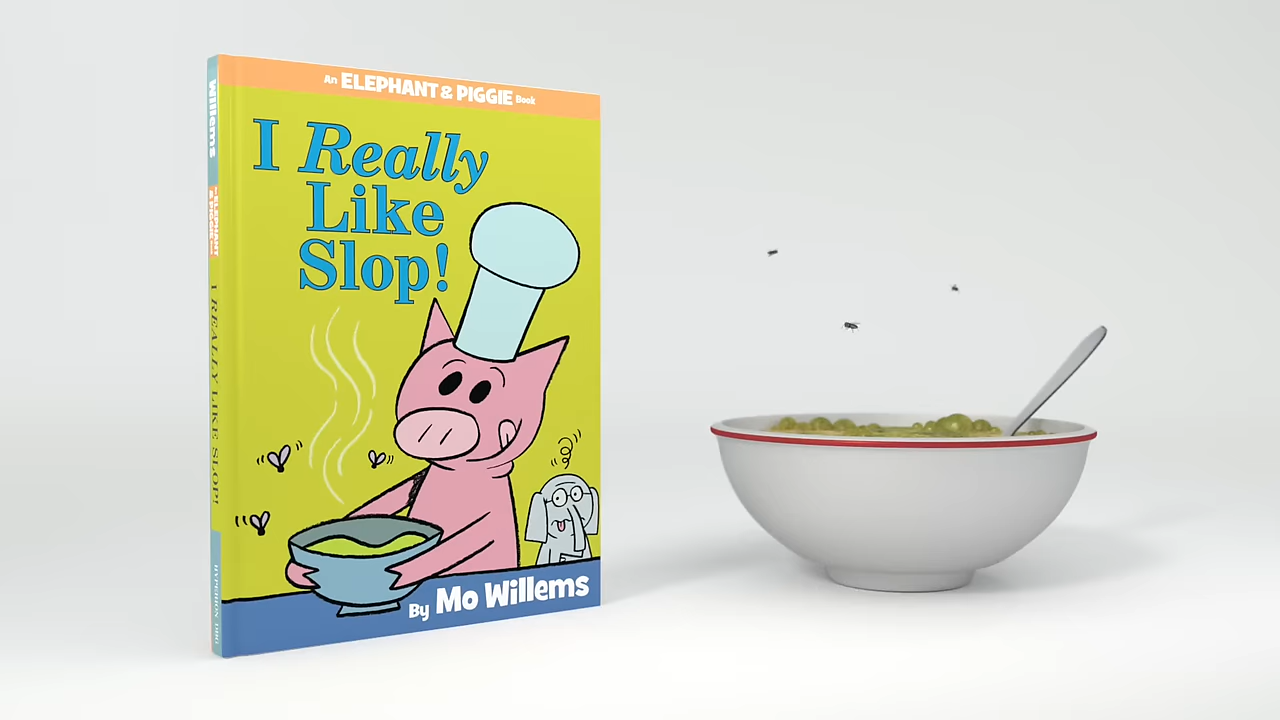 An ELEPHANT & PIGGIE Book
I Really
Like
Slop!
By Mo Willems
Willems
I REALLY LIKE SLOP!